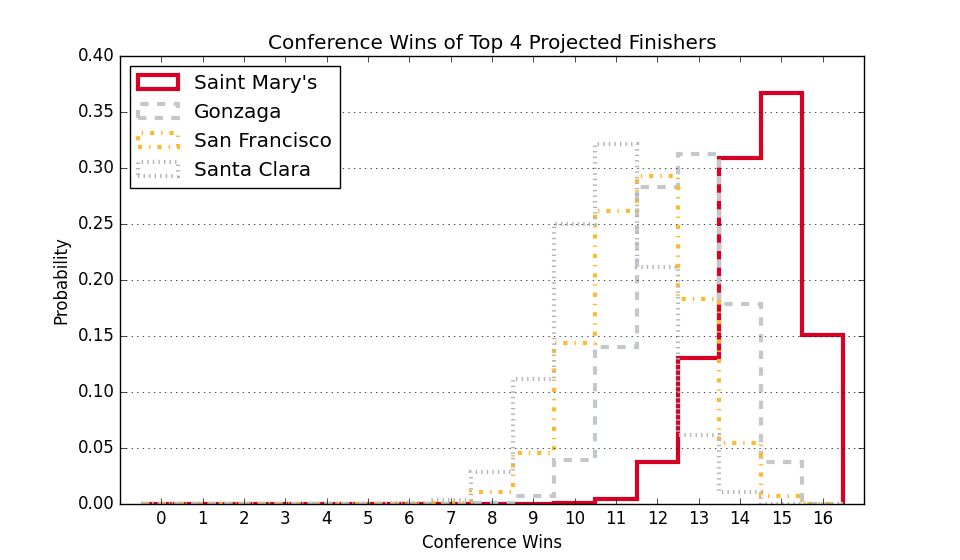 Conference Wins of Top 4 Projected Finishers
Saint Mary's
Gonzaga
San Francisco
Santa Clara
0.40
0.35
0.30
0.25
0.20
0.15
0.10
0.05
0.00
Probability
0 1 2 3 4 5 6 7 8 9 10 11 12 13 14 15 16
Conference Wins